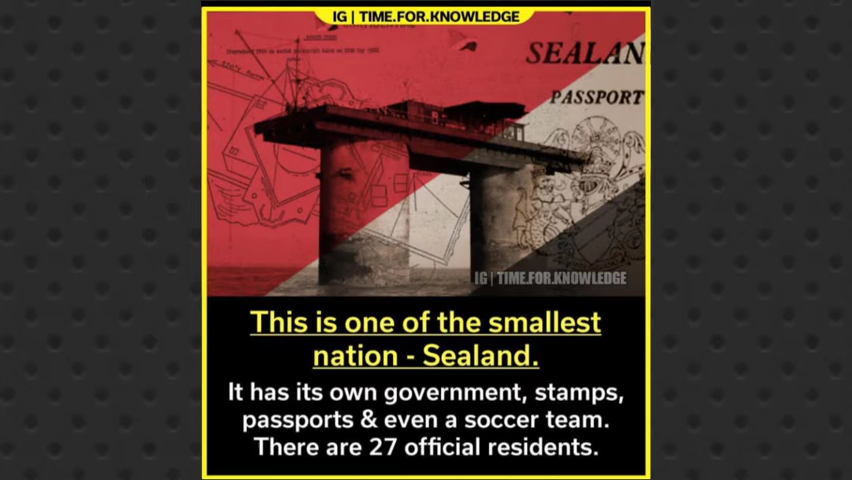 IG | TIME.FOR.KNOWLEDGE
SEALAN
PASSPORT
IG | TIME.FOR.KNOWLEDGE
This is one of the smallest
nation - Sealand.
It has its own government, stamps,
passports & even a soccer team.
There are 27 official residents.